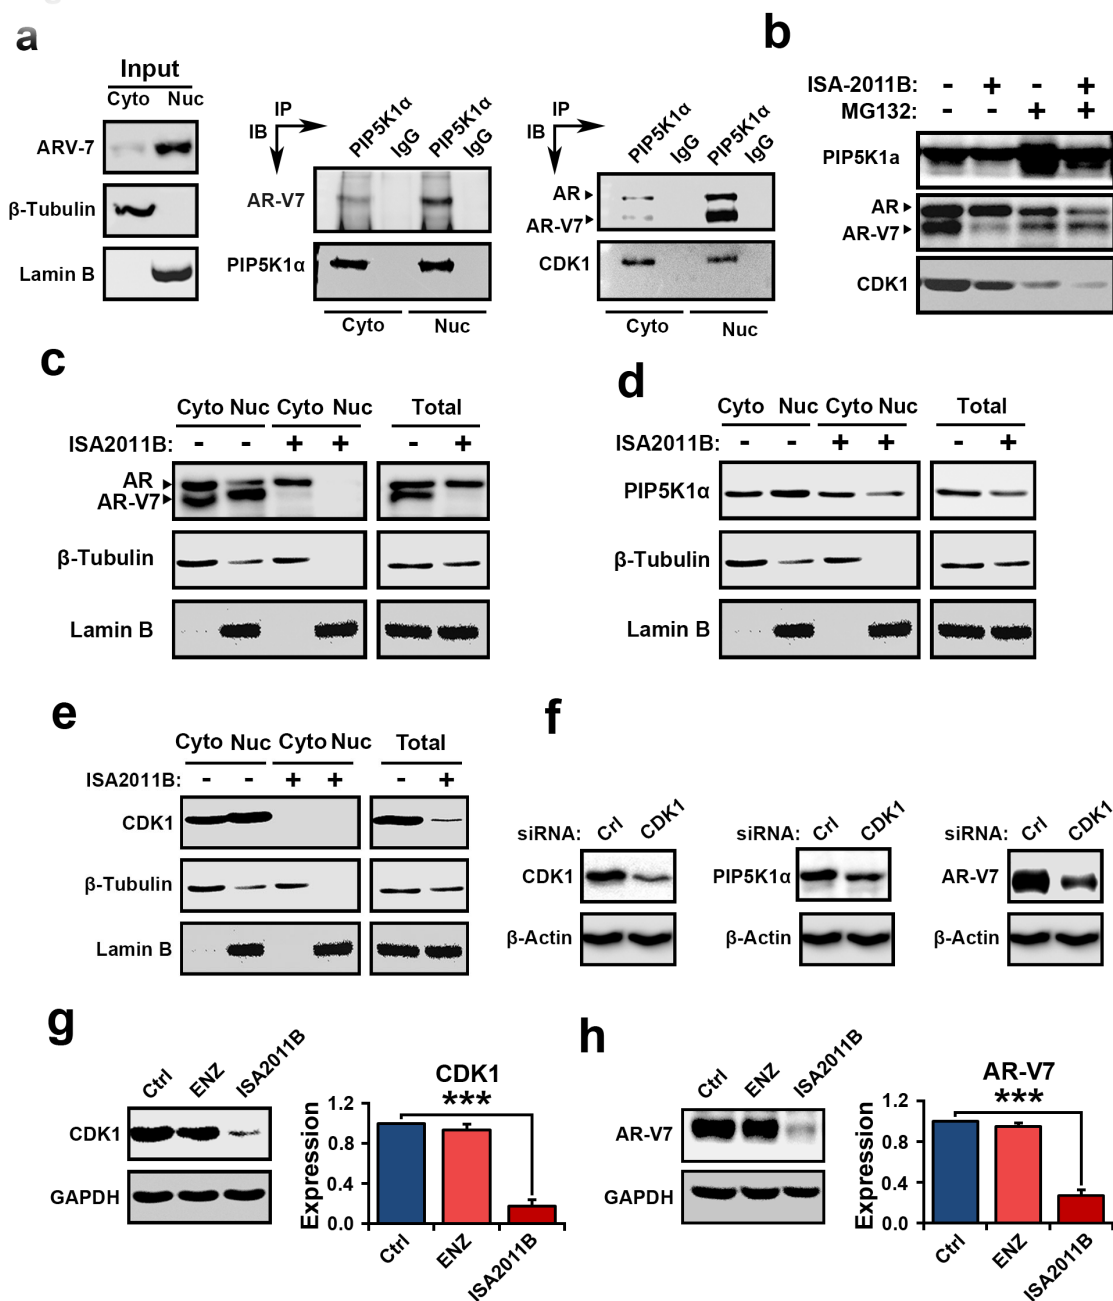 a
Input
Cyto Nuc
ARV-7
β-Tubulin
Lamin B
IP
IB
PIP5K1α IgG PIP5K1α IgG
AR-V7
PIP5K1α
Cyto Nuc
IP
IB
PIP5K1α IgG PIP5K1α IgG
AR
AR-V7
CDK1
Cyto Nuc
b
ISA-2011B: - + - +
MG132: - - + +
PIP5K1a
AR
AR-V7
CDK1
c
Cyto Nuc Cyto Nuc Total
ISA2011B: - - + + - +
AR
AR-V7
β-Tubulin
Lamin B
d
Cyto Nuc Cyto Nuc Total
ISA2011B: - - + + - +
PIP5K1α
β-Tubulin
Lamin B
e
Cyto Nuc Cyto Nuc Total
ISA2011B: - - + + - +
CDK1
β-Tubulin
Lamin B
f
siRNA: Crl CDK1
CDK1
β-Actin
siRNA: Crl CDK1
PIP5K1α
β-Actin
siRNA: Crl CDK1
AR-V7
β-Actin
g
Ctrl ENZ ISA2011B
CDK1
GAPDH
CDK1
***
Expression
1.2
0.8
0.4
0.0
Ctrl ENZ ISA2011B
h
Ctrl ENZ ISA2011B
AR-V7
GAPDH
AR-V7
***
Expression
1.2
0.8
0.4
0.0
Ctrl ENZ ISA2011B